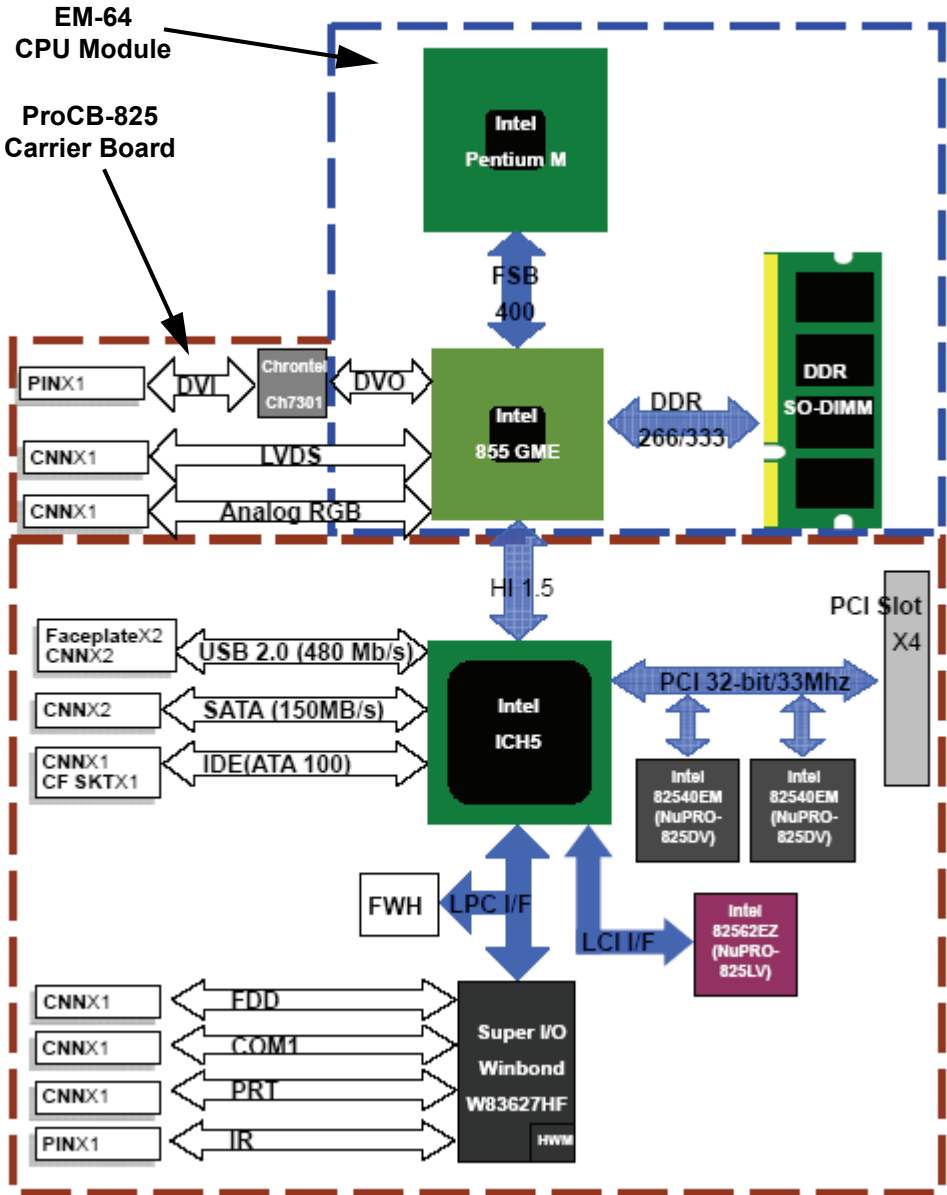 EM-64
CPU Module
ProCB-825
Carrier Board
Intel
Pentium M
FSB
400
PINX1
DVI
Chrontel
Ch7301
DVO
Intel
855 GME
DDR
266/333
DDR
SO-DIMM
CNNX1
LVDS
CNNX1
Analog RGB
HI 1.5
PCI Slot
X4
FaceplateX2
CNNX2
USB 2.0 (480 Mb/s)
CNNX2
SATA (150MB/s)
CNNX1
CF SKTX1
IDE(ATA 100)
Intel
ICH5
PCI 32-bit/33Mhz
Intel
82540EM
(NuPRO-
825DV)
Intel
82540EM
(NuPRO-
825DV)
FWH
LPC I/F
LCI I/F
Intel
82562EZ
(NuPRO-
825LV)
CNNX1
FDD
CNNX1
COM1
CNNX1
PRT
PINX1
IR
Super I/O
Winbond
W83627HF
HWM